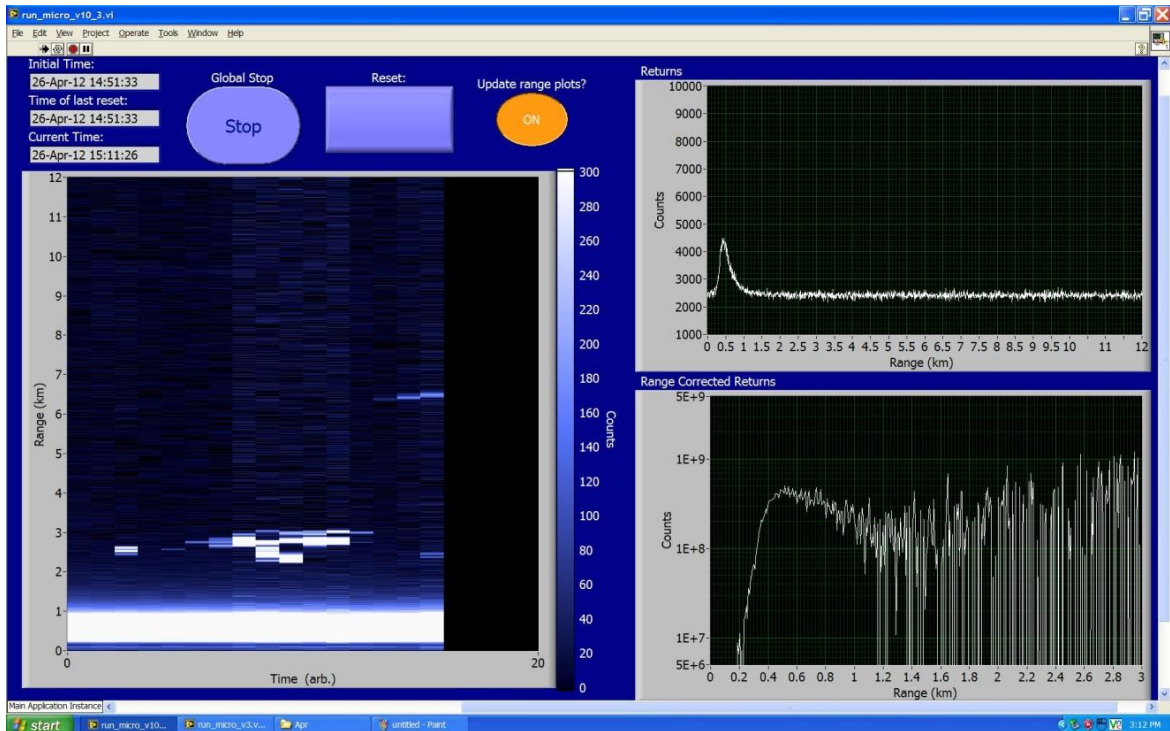 run_micro_v10_3.vi
File Edit View Project Operate Tools Window Help
Initial Time:
26-Apr-12 14:51:33
Time of last reset:
26-Apr-12 14:51:33
Current Time:
26-Apr-12 15:11:26
Global Stop
Stop
Reset:
Update range plots?
ON
12
11
10
9
8
7
6
5
4
3
2
1
0
Range (km)
0 20
Time (arb.)
300
280
260
240
220
200
180
160
140
120
100
80
60
40
20
0
Counts
Returns
10000
9000
8000
7000
6000
5000
4000
3000
2000
1000
Counts
0 0.5 1 1.5 2 2.5 3 3.5 4 4.5 5 5.5 6 6.5 7 7.5 8 8.5 9 9.5 10 11 12
Range (km)
Range Corrected Returns
5E+9
1E+9
1E+8
1E+7
5E+6
Counts
0 0.2 0.4 0.6 0.8 1 1.2 1.4 1.6 1.8 2 2.2 2.4 2.6 2.8 3
Range (km)
Main Application Instance
start run_micro_v10... run_micro_v3.v... Apr untitled - Paint 3:12 PM